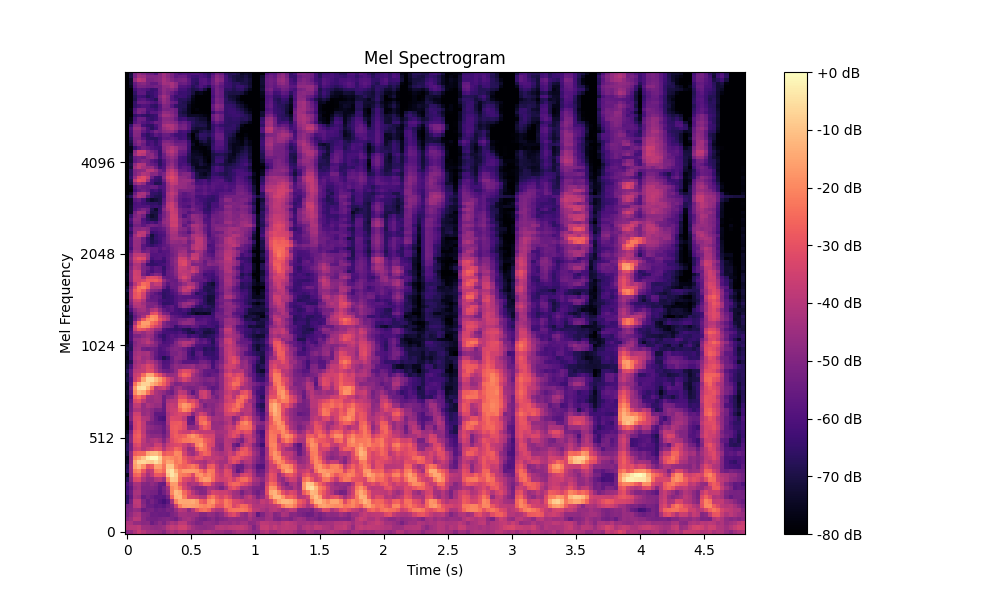 Mel Spectrogram
Mel Frequency
4096
2048
1024
512
0
0
0.5
1
1.5
2
2.5
3
3.5
4
4.5
Time (s)
+0 dB
-10 dB
-20 dB
-30 dB
-40 dB
-50 dB
-60 dB
-70 dB
-80 dB